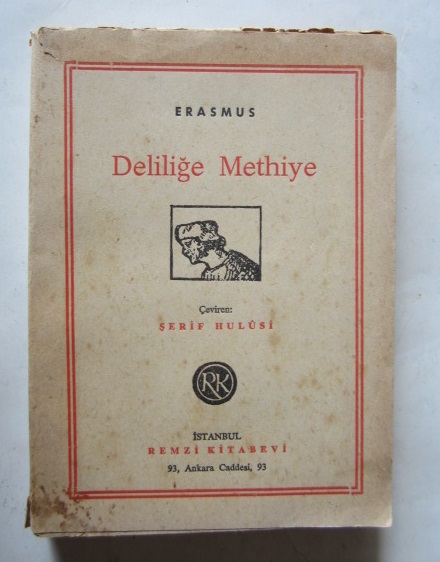 ERASMUS
Deliliğe Methiye
Çeviren:
ŞERİF HULÛSİ
RK
İSTANBUL
REMZİ KİTABEVİ
93, Ankara Caddesi, 93